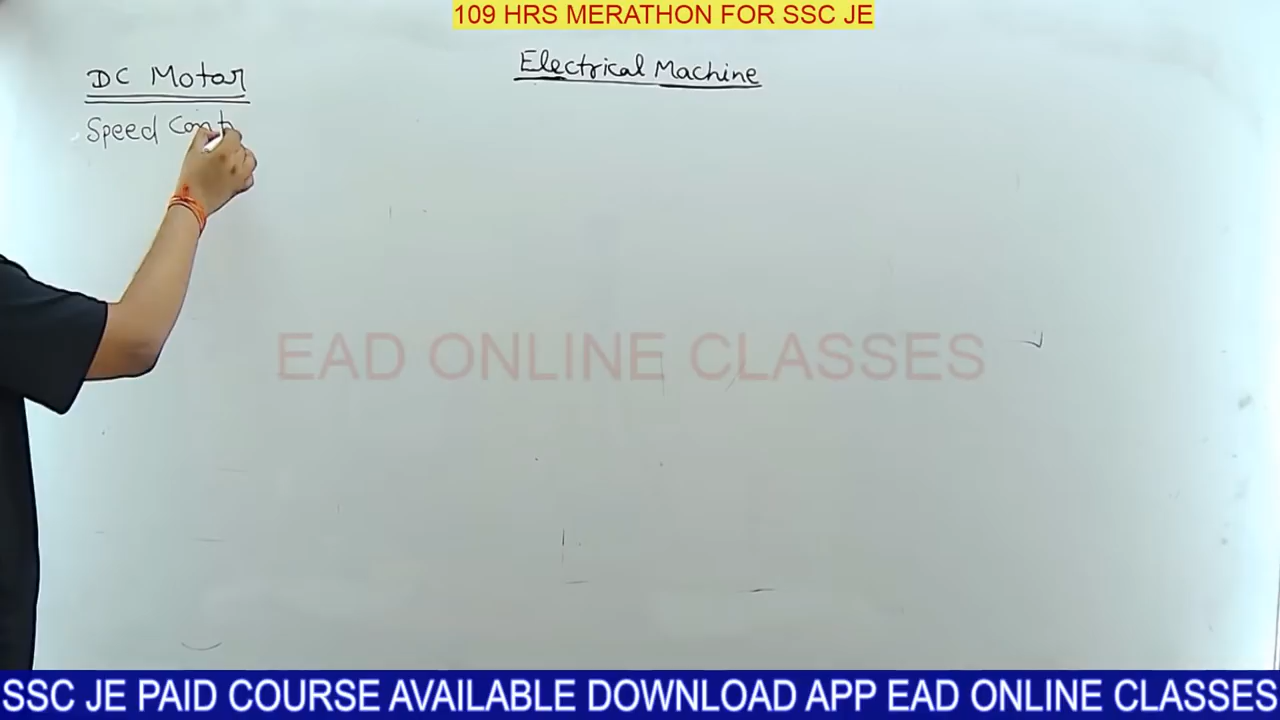 109 HRS MERATHON FOR SSC JE
Electrical Machine
DC Motor
Speed Cont
EAD ONLINE CLASSES
SSC JE PAID COURSE AVAILABLE DOWNLOAD APP EAD ONLINE CLASSES